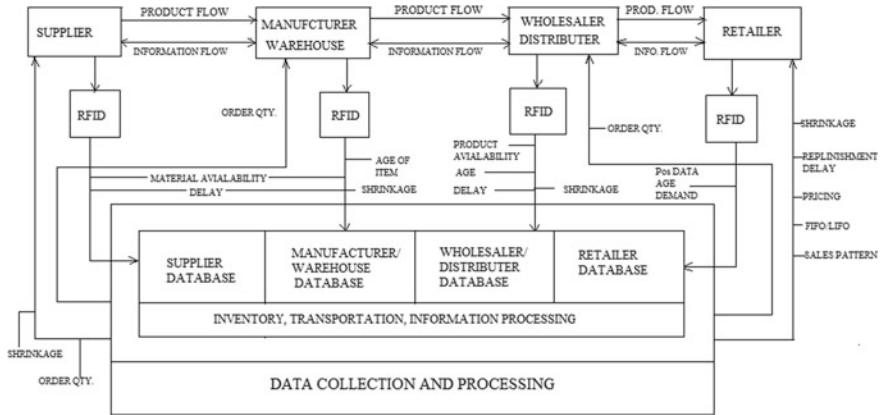 SUPPLIER
PRODUCT FLOW
INFORMATION FLOW
MANUFCTURER
WAREHOUSE
PRODUCT FLOW
INFORMATION FLOW
WHOLESALER
DISTRIBUTER
PROD. FLOW
INFO. FLOW
RETAILER
RFID
ORDER QTY.
RFID
RFID
ORDER QTY.
RFID
SHRINKAGE
REPLINISHMENT
DELAY
PRICING
FIFO/LIFO
SALES PATTERN
MATERIAL AVIALABILITY
DELAY
AGE OF
ITEM
SHRINKAGE
PRODUCT
AVIALABILITY
AGE
DELAY
SHRINKAGE
Pos DATA
AGE
DEMAND
SUPPLIER
DATABASE
MANUFACTURER/
WAREHOUSE
DATABASE
WHOLESALER/
DISTRIBUTER
DATABASE
RETAILER
DATABASE
INVENTORY, TRANSPORTATION, INFORMATION PROCESSING
SHRINKAGE
ORDER QTY.
DATA COLLECTION AND PROCESSING